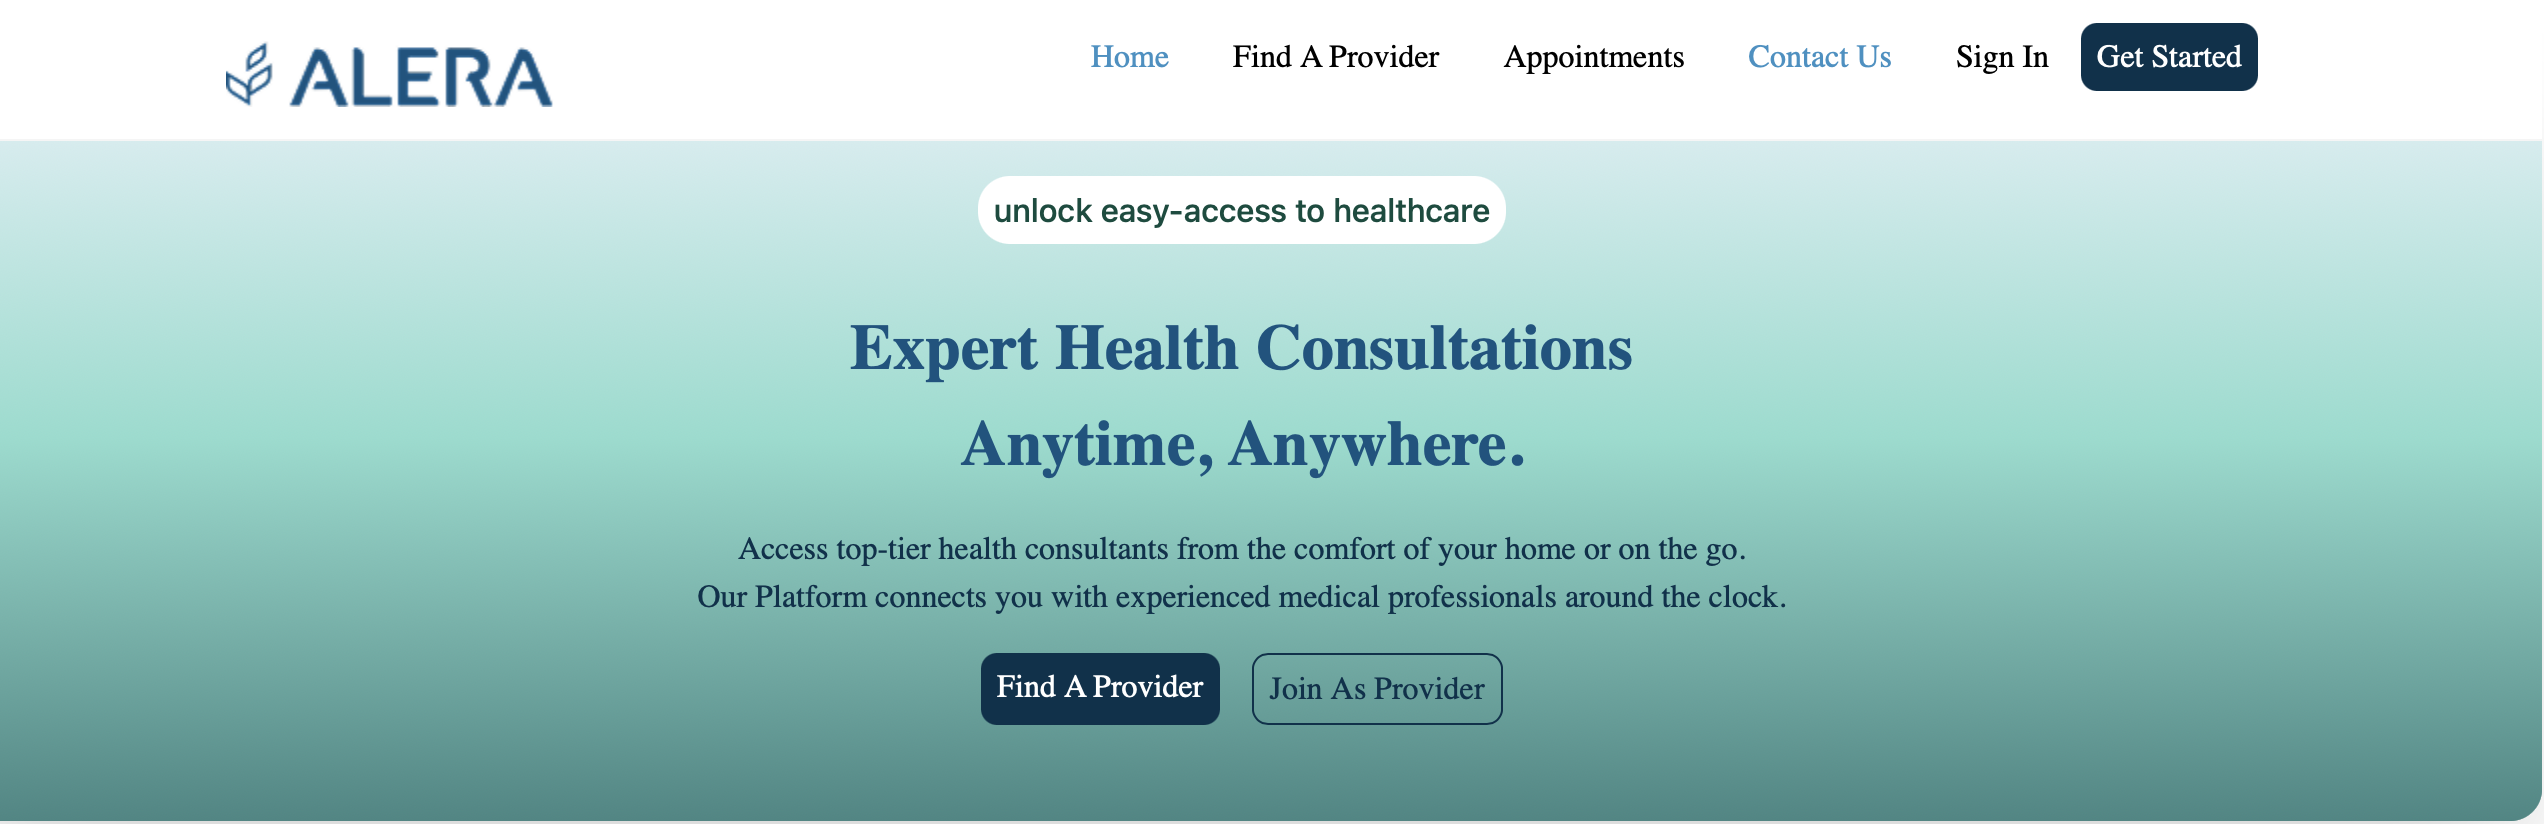 ALERA
Home Find A Provider Appointments Contact Us Sign In Get Started
unlock easy-access to healthcare
Expert Health Consultations
Anytime, Anywhere.
Access top-tier health consultants from the comfort of your home or on the go.
Our Platform connects you with experienced medical professionals around the clock.
Find A Provider Join As Provider